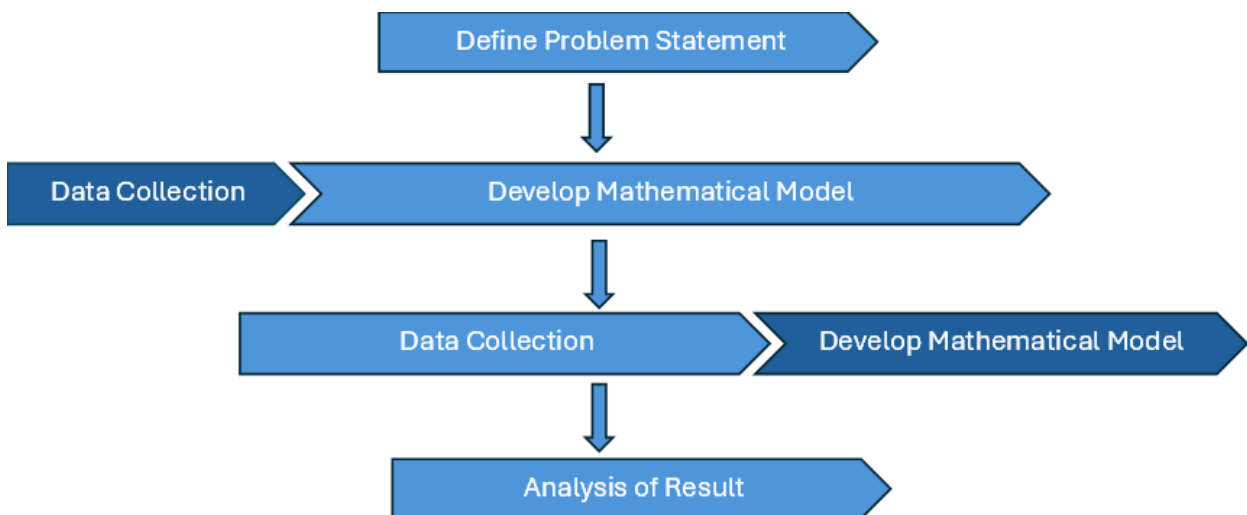 Define Problem Statement
Data Collection
Develop Mathematical Model
Data Collection
Develop Mathematical Model
Analysis of Result